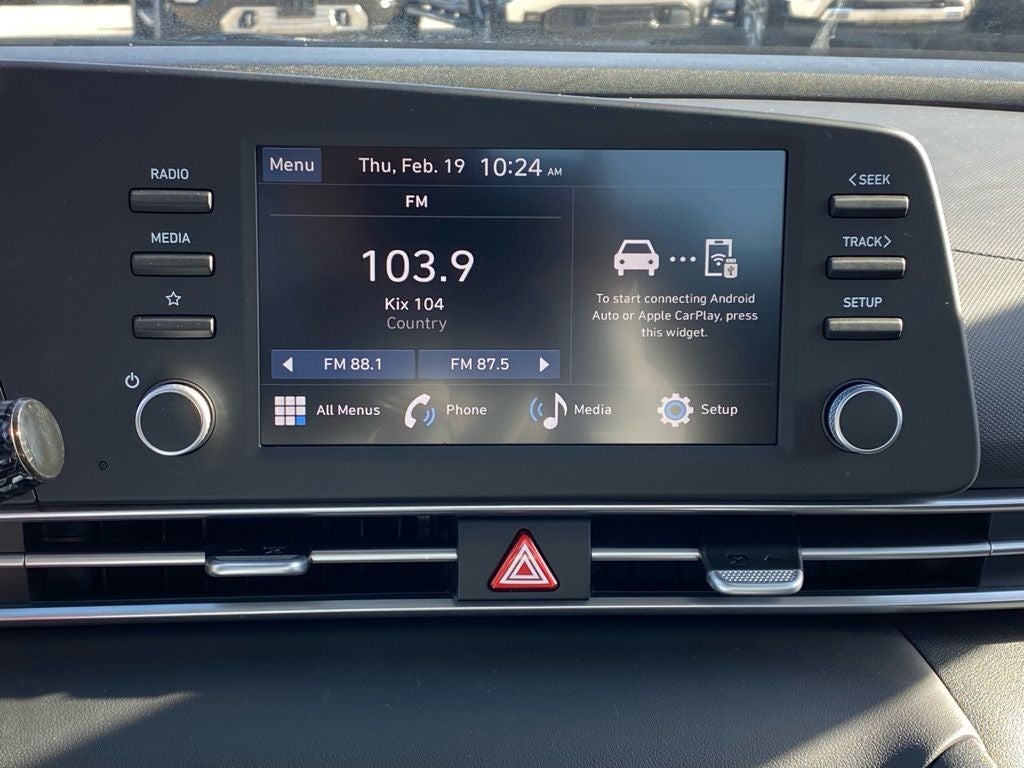 RADIO
MEDIA
Menu
Thu, Feb. 19 10:24 AM
FM
103.9
Kix 104
Country
FM 88.1
FM 87.5
To start connecting Android
Auto or Apple CarPlay, press
this widget.
All Menus
Phone
Media
Setup
<SEEK
TRACK>
SETUP